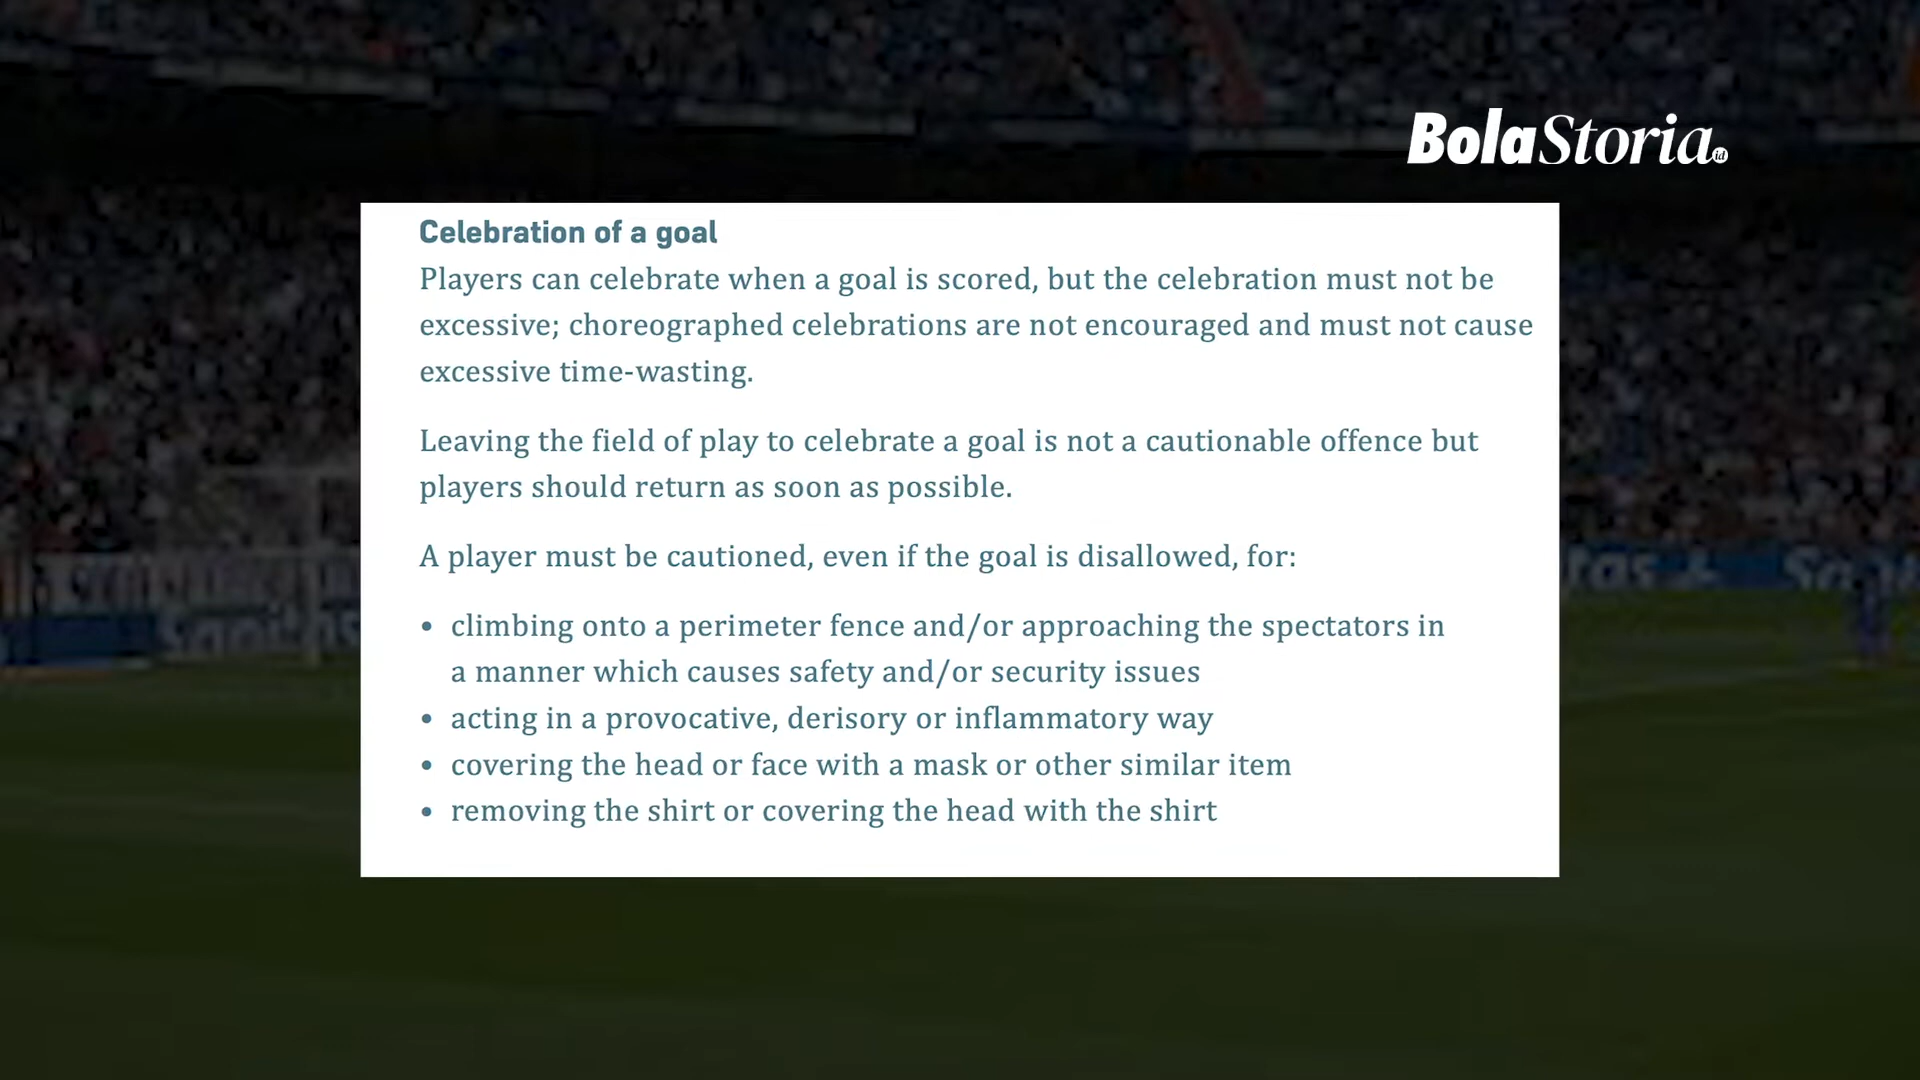 BolaStoria.id
Celebration of a goal
Players can celebrate when a goal is scored, but the celebration must not be
excessive; choreographed celebrations are not encouraged and must not cause
excessive time-wasting.
Leaving the field of play to celebrate a goal is not a cautionable offence but
players should return as soon as possible.
A player must be cautioned, even if the goal is disallowed, for:
• climbing onto a perimeter fence and/or approaching the spectators in
a manner which causes safety and/or security issues
• acting in a provocative, derisory or inflammatory way
• covering the head or face with a mask or other similar item
• removing the shirt or covering the head with the shirt